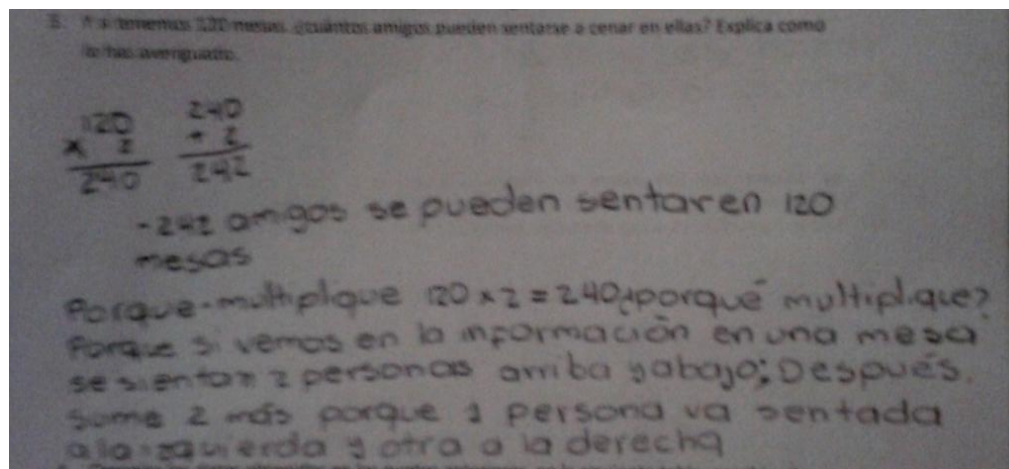 3. Y si tenemos 120 mesas, ¿cuántos amigos pueden sentarse a cenar en ellas? Explica como
lo has averiguado.
120
x 2
240
240
+ 2
242
-242 amigos se pueden sentar en 120
mesas
Porque-multiplique 120 x 2 = 240¿porqué multiplique?
Porque si vemos en la información en una mesa
se sientan 2 personas arriba y abajo; Después.
Sume 2 más porque 1 persona va sentada
a la izquierda y otra a la derecha